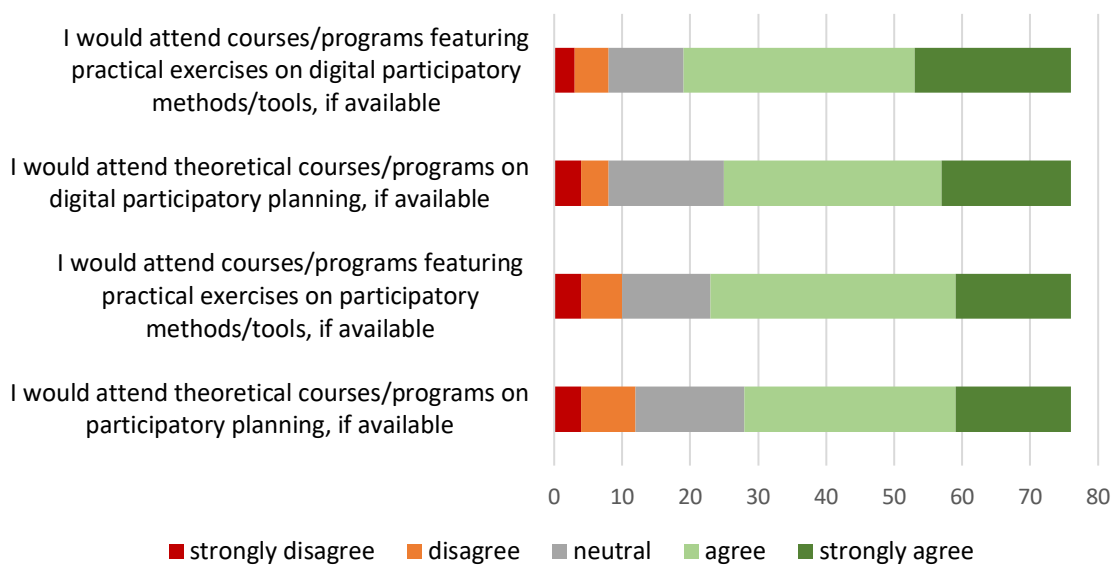 I would attend courses/programs featuring
practical exercises on digital participatory
methods/tools, if available
I would attend theoretical courses/programs on
digital participatory planning, if available
I would attend courses/programs featuring
practical exercises on participatory
methods/tools, if available
I would attend theoretical courses/programs on
participatory planning, if available
0 10 20 30 40 50 60 70 80
strongly disagree disagree neutral agree strongly agree